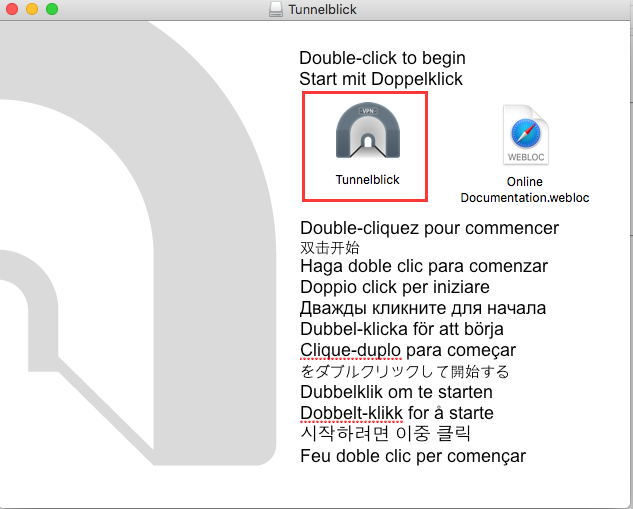 Tunnelblick
Double-click to begin
Start mit Doppelklick
VPN
Tunnelblick
WEBLOC
Online
Documentation.webloc
Double-cliquez pour commencer
双击开始
Haga doble clic para comenzar
Doppio click per iniziare
Дважды кликните для начала
Dubbel-klicka för att börja
Clique-duplo para começar
をダブルクリックして開始する
Dubbelklik om te starten
Dobbelt-klikk for å starte
시작하려면 이중 클릭
Feu doble clic per començar